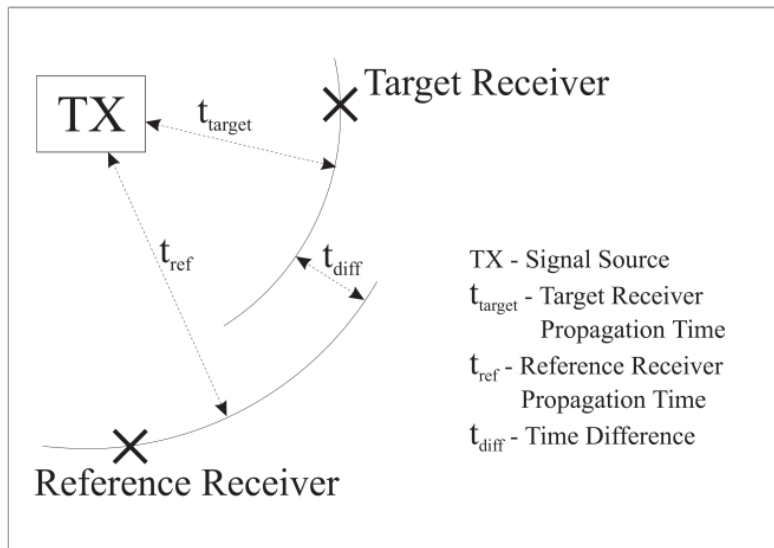 TX
Target Receiver
t_target
t_ref
t_diff
TX - Signal Source
t_target - Target Receiver
Propagation Time
t_ref - Reference Receiver
Propagation Time
t_diff - Time Difference
Reference Receiver